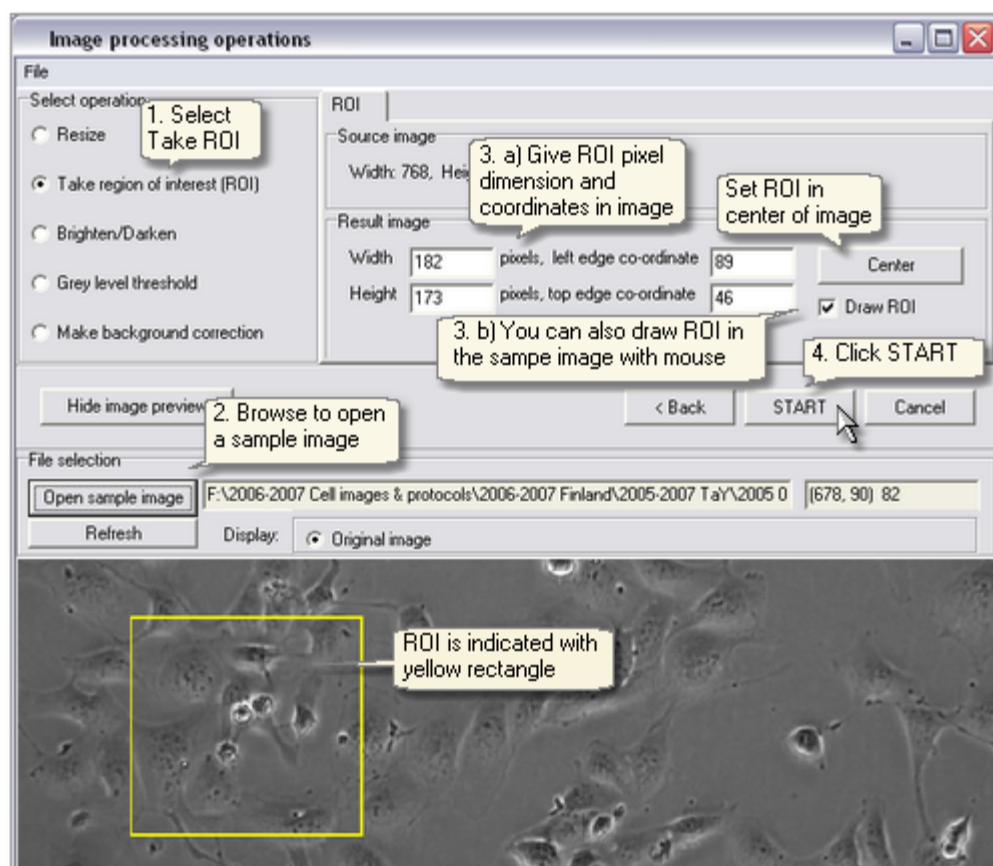 Image processing operations
File
Select operation
1. Select
Take ROI
Resize
Take region of interest (ROI)
Brighten/Darken
Grey level threshold
Make background correction
ROI
Source image
Width: 768,
3. a) Give ROI pixel
dimension and
coordinates in image
Set ROI in
center of image
Result image
Width 182 pixels, left edge co-ordinate 89
Center
Height 173 pixels, top edge co-ordinate 46
Draw ROI
3. b) You can also draw ROI in
the sampe image with mouse
4. Click START
Hide image preview
< Back
START
Cancel
2. Browse to open
a sample image
File selection
Open sample image
F:\2006-2007 Cell images & protocols\2006-2007 Finland\2005-2007 TaY\2005 0
(678, 90) 82
Refresh
Display:
Original image
ROI is indicated with
yellow rectangle